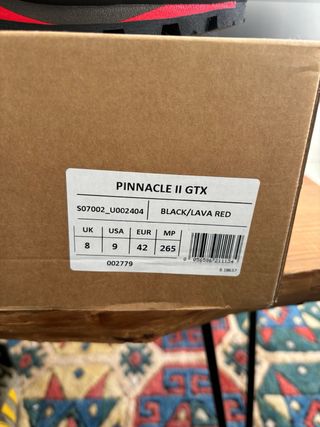 PINNACLE II GTX
S07002_U002404 BLACK/LAVA RED
UK USA EUR MP
8 9 42 265
002779